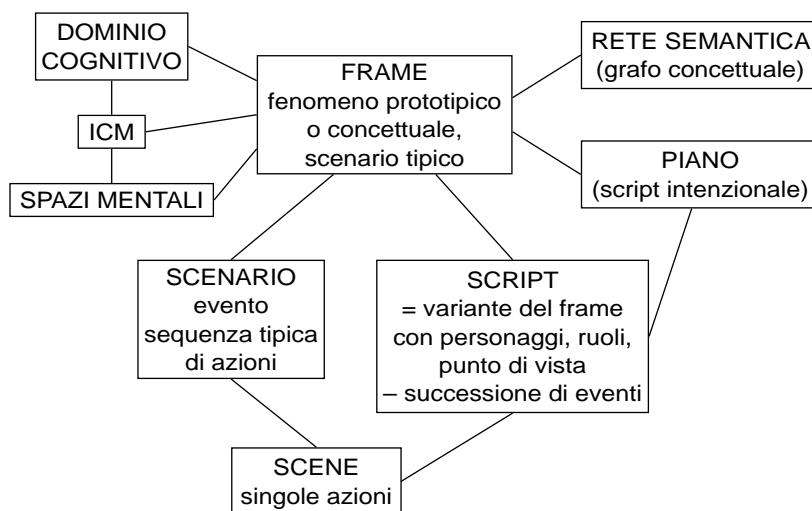 DOMINIO
COGNITIVO
ICM
SPAZI MENTALI
FRAME
fenomeno prototipico
o concettuale,
scenario tipico
RETE SEMANTICA
(grafo concettuale)
PIANO
(script intenzionale)
SCENARIO
evento
sequenza tipica
di azioni
SCRIPT
= variante del frame
con personaggi, ruoli,
punto di vista
– successione di eventi
SCENE
singole azioni